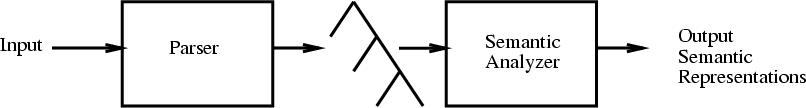 Input
Parser
Semantic
Analyzer
Output
Semantic
Representations